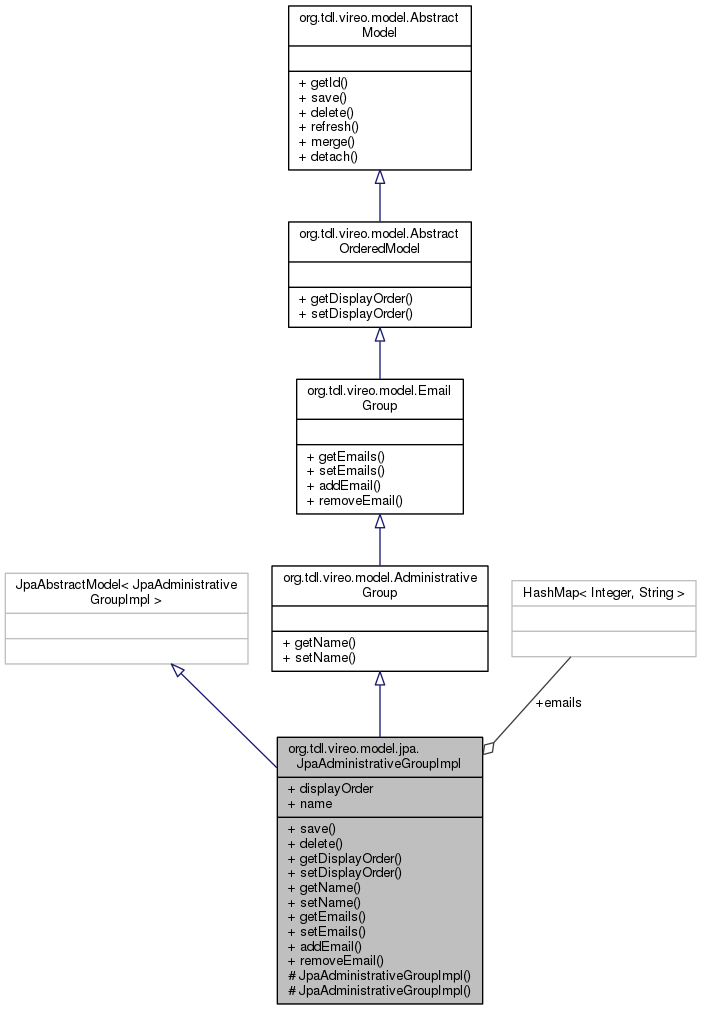 org.tdl.vireo.model.Abstract
Model
+ getId()
+ save()
+ delete()
+ refresh()
+ merge()
+ detach()
org.tdl.vireo.model.Abstract
OrderedModel
+ getDisplayOrder()
+ setDisplayOrder()
org.tdl.vireo.model.Email
Group
+ getEmails()
+ setEmails()
+ addEmail()
+ removeEmail()
JpaAbstractModel< JpaAdministrative
GroupImpl >
org.tdl.vireo.model.Administrative
Group
+ getName()
+ setName()
HashMap< Integer, String >
+emails
org.tdl.vireo.model.jpa.
JpaAdministrativeGroupImpl
+ displayOrder
+ name
+ save()
+ delete()
+ getDisplayOrder()
+ setDisplayOrder()
+ getName()
+ setName()
+ getEmails()
+ setEmails()
+ addEmail()
+ removeEmail()
# JpaAdministrativeGroupImpl()
# JpaAdministrativeGroupImpl()